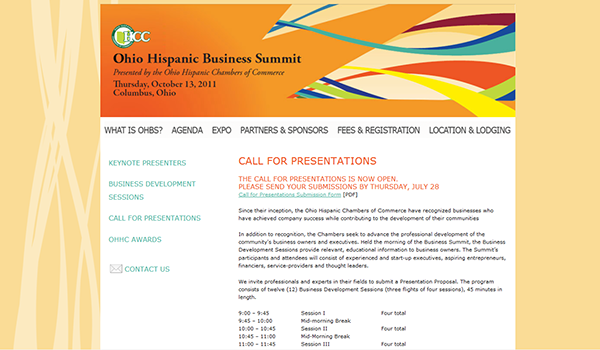 OHCC
Ohio Hispanic Business Summit
Presented by the Ohio Hispanic Chambers of Commerce
Thursday, October 13, 2011
Columbus, Ohio
WHAT IS OHBS? AGENDA EXPO PARTNERS & SPONSORS FEES & REGISTRATION LOCATION & LODGING
KEYNOTE PRESENTERS
BUSINESS DEVELOPMENT
SESSIONS
CALL FOR PRESENTATIONS
OHHC AWARDS
CONTACT US
CALL FOR PRESENTATIONS
THE CALL FOR PRESENTATIONS IS NOW OPEN.
PLEASE SEND YOUR SUBMISSIONS BY THURSDAY, JULY 28
Call for Presentations Submission Form [PDF]
Since their inception, the Ohio Hispanic Chambers of Commerce have recognized businesses who
have achieved company success while contributing to the development of their communities
In addition to recognition, the Chambers seek to advance the professional development of the
community's business owners and executives. Held the morning of the Business Summit, the Business
Development Sessions provide relevant, educational information to business owners. The Summit's
participants and attendees will consist of experienced and start-up executives, aspiring entrepreneurs,
financiers, service-providers and thought leaders.
We invite professionals and experts in their fields to submit a Presentation Proposal. The program
consists of twelve (12) Business Development Sessions (three flights of four sessions), 45 minutes in
length.
9:00 – 9:45 Session I Four total
9:45 – 10:00 Mid-morning Break
10:00 – 10:45 Session II Four total
10:45 – 11:00 Mid-Morning Break
11:00 – 11:45 Session III Four total